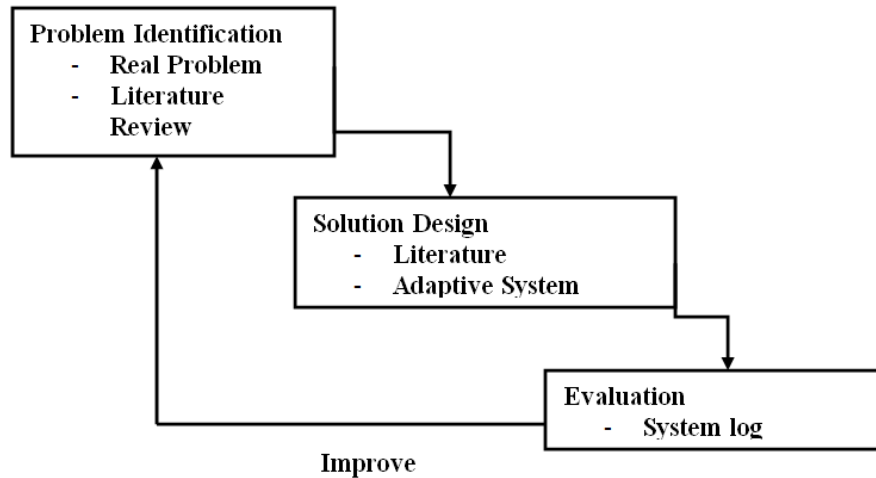 Problem Identification
- Real Problem
- Literature
Review
Solution Design
- Literature
- Adaptive System
Evaluation
- System log
Improve